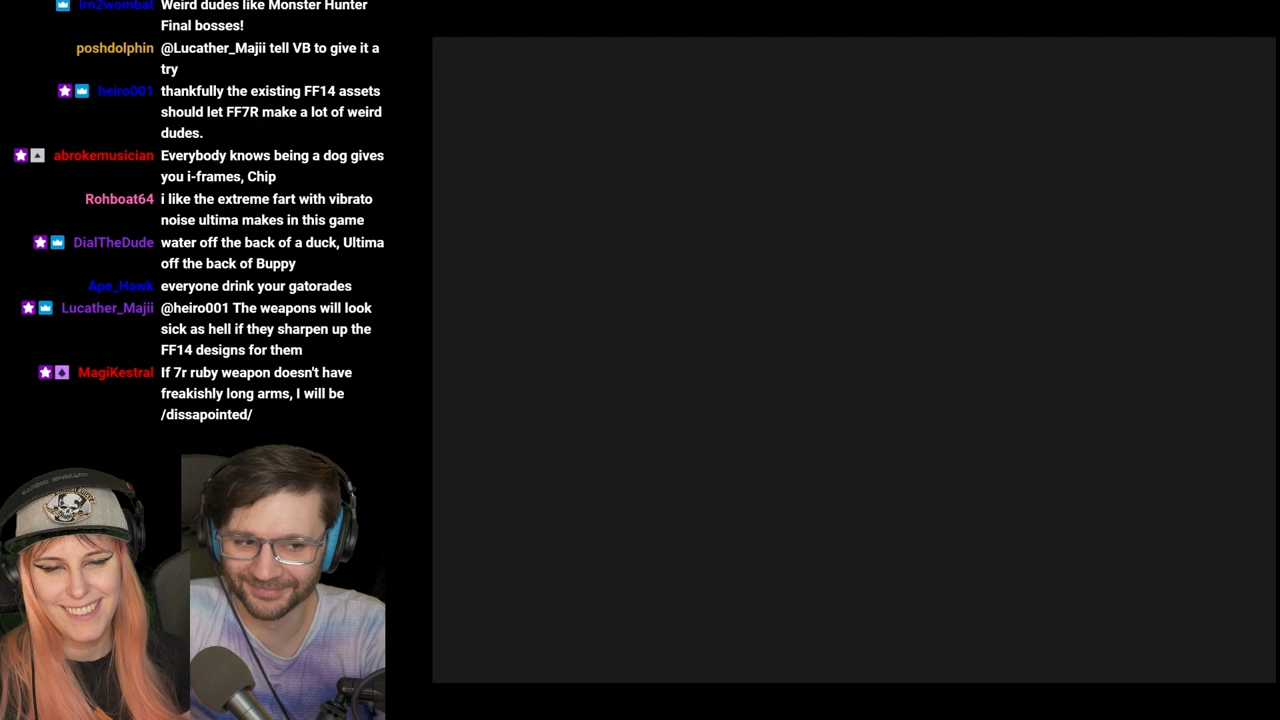 lrn2wombat Weird dudes like Monster Hunter
Final bosses!
poshdolphin @Lucather_Majii tell VB to give it a
try
heiro001 thankfully the existing FF14 assets
should let FF7R make a lot of weird
dudes.
abrokemusician Everybody knows being a dog gives
you i-frames, Chip
Rohboat64 i like the extreme fart with vibrato
noise ultima makes in this game
DialTheDude water off the back of a duck, Ultima
off the back of Buppy
Ape_Hawk everyone drink your gatorades
Lucather_Majii @heiro001 The weapons will look
sick as hell if they sharpen up the
FF14 designs for them
MagiKestral If 7r ruby weapon doesn't have
freakishly long arms, I will be
/dissapointed/